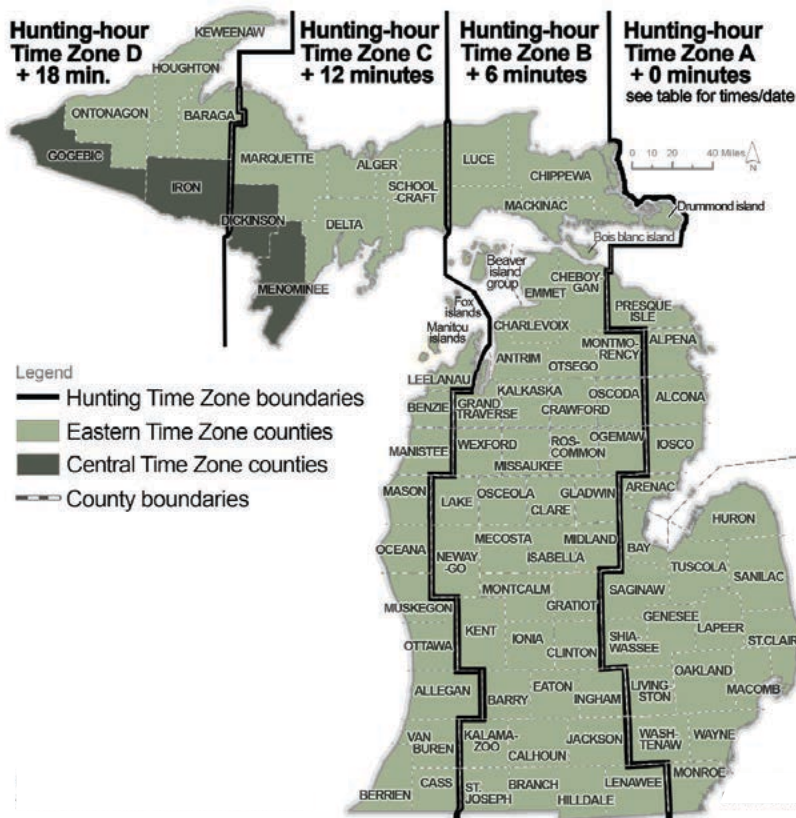 Hunting-hour
Time Zone D
+ 18 min.
Hunting-hour
Time Zone C
+ 12 minutes
Hunting-hour
Time Zone B
+ 6 minutes
Hunting-hour
Time Zone A
+ 0 minutes
see table for times/date
KEWEENAW
HOUGHTON
ONTONAGON
BARAGA
GOGEBIC
IRON
MARQUETTE
DICKINSON
MENOMINEE
ALGER
SCHOOL
-CRAFT
DELTA
LUCE
CHIPPEWA
MACKINAC
0 10 20 40 Miles
N
Drummond island
Bois blanc island
Beaver
island
group
Fox
islands
Manitou
islands
Legend
Hunting Time Zone boundaries
Eastern Time Zone counties
Central Time Zone counties
County boundaries
EMMET
CHEBOY-
GAN
PRESQUE
ISLE
CHARLEVOIX
ANTRIM
OTSEGO
MONTMO-
RENCY
ALPENA
LEELANAU
BENZIE
GRAND
TRAVERSE
KALKASKA
CRAWFORD
OSCODA
ALCONA
MANISTEE
WEXFORD
MISSAUKEE
ROS-
COMMON
OGEMAW
IOSCO
MASON
LAKE
OSCEOLA
CLARE
GLADWIN
ARENAC
OCEANA
NEWAY-
GO
MECOSTA
ISABELLA
MIDLAND
BAY
HURON
TUSCOLA
SANILAC
MUSKEGON
MONTCALM
GRATIOT
SAGINAW
GENESEE
LAPEER
ST.CLAIR
OTTAWA
KENT
IONIA
CLINTON
SHIA-
WASSEE
ALLEGAN
BARRY
EATON
INGHAM
LIVING-
STON
OAKLAND
MACOMB
VAN
BUREN
KALAMA-
ZOO
CALHOUN
JACKSON
WASH-
TENAW
WAYNE
BERRIEN
CASS
ST.
JOSEPH
BRANCH
HILLDALE
LENAWEE
MONROE